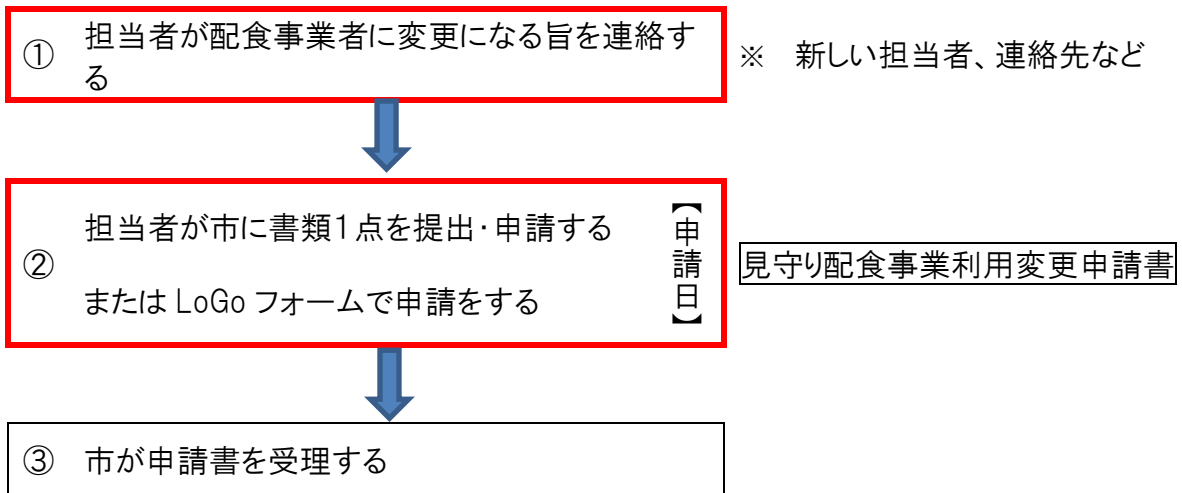 ① 担当者が配食事業者に変更になる旨を連絡す
る
※ 新しい担当者、連絡先など
② 担当者が市に書類1点を提出・申請する
または LoGo フォームで申請をする
【申請日】
見守り配食事業利用変更申請書
③ 市が申請書を受理する